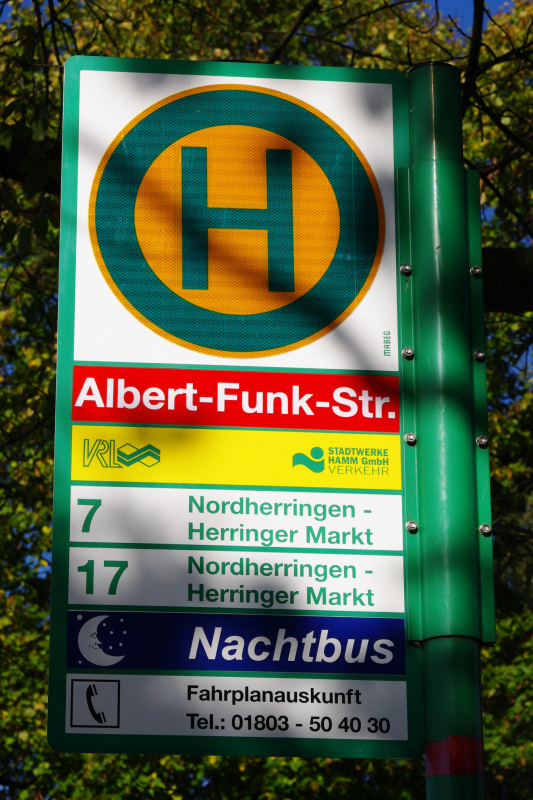 H
MABEG
Albert-Funk-Str.
VRL
STADTWERKE
HAMM GmbH
VERKEHR
7 Nordherringen -
Herringer Markt
17 Nordherringen -
Herringer Markt
Nachtbus
Fahrplanauskunft
Tel.: 01803 - 50 40 30